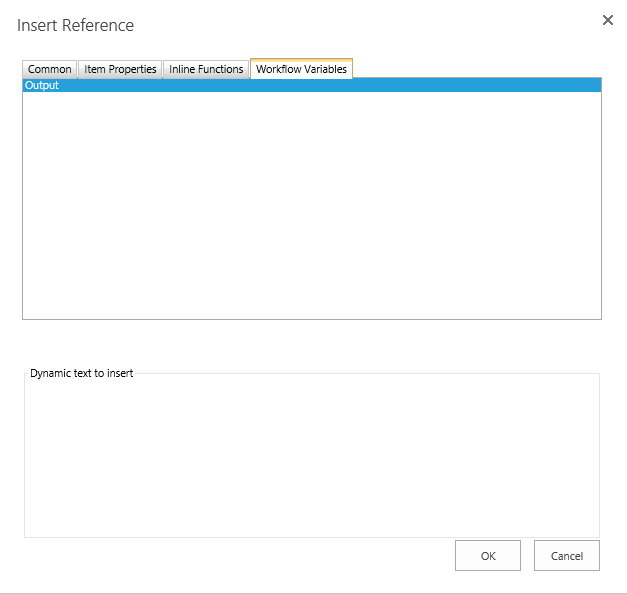 Insert Reference
Common Item Properties Inline Functions Workflow Variables
Output
Dynamic text to insert
OK Cancel